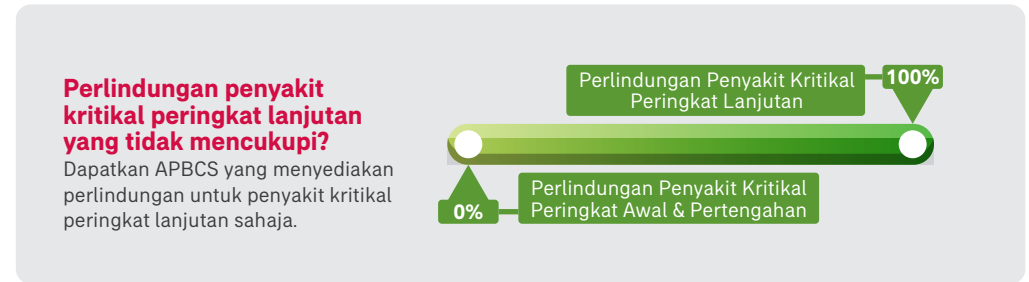 Perlindungan penyakit
kritikal peringkat lanjutan
yang tidak mencukupi?
Dapatkan APBCS yang menyediakan
perlindungan untuk penyakit kritikal
peringkat lanjutan sahaja.
Perlindungan Penyakit Kritikal
Peringkat Lanjutan
100%
0%
Perlindungan Penyakit Kritikal
Peringkat Awal & Pertengahan